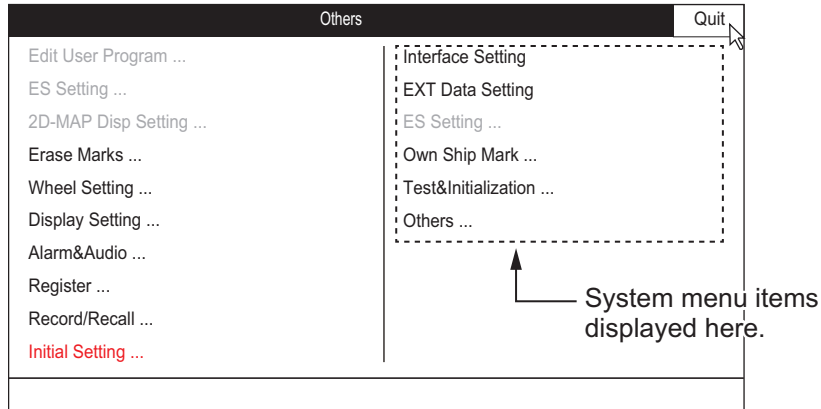 Others
Quit
Edit User Program ...
ES Setting ...
2D-MAP Disp Setting ...
Erase Marks ...
Wheel Setting ...
Display Setting ...
Alarm&Audio ...
Register ...
Record/Recall ...
Initial Setting ...
Interface Setting
EXT Data Setting
ES Setting ...
Own Ship Mark ...
Test&Initialization ...
Others ...
System menu items
displayed here.